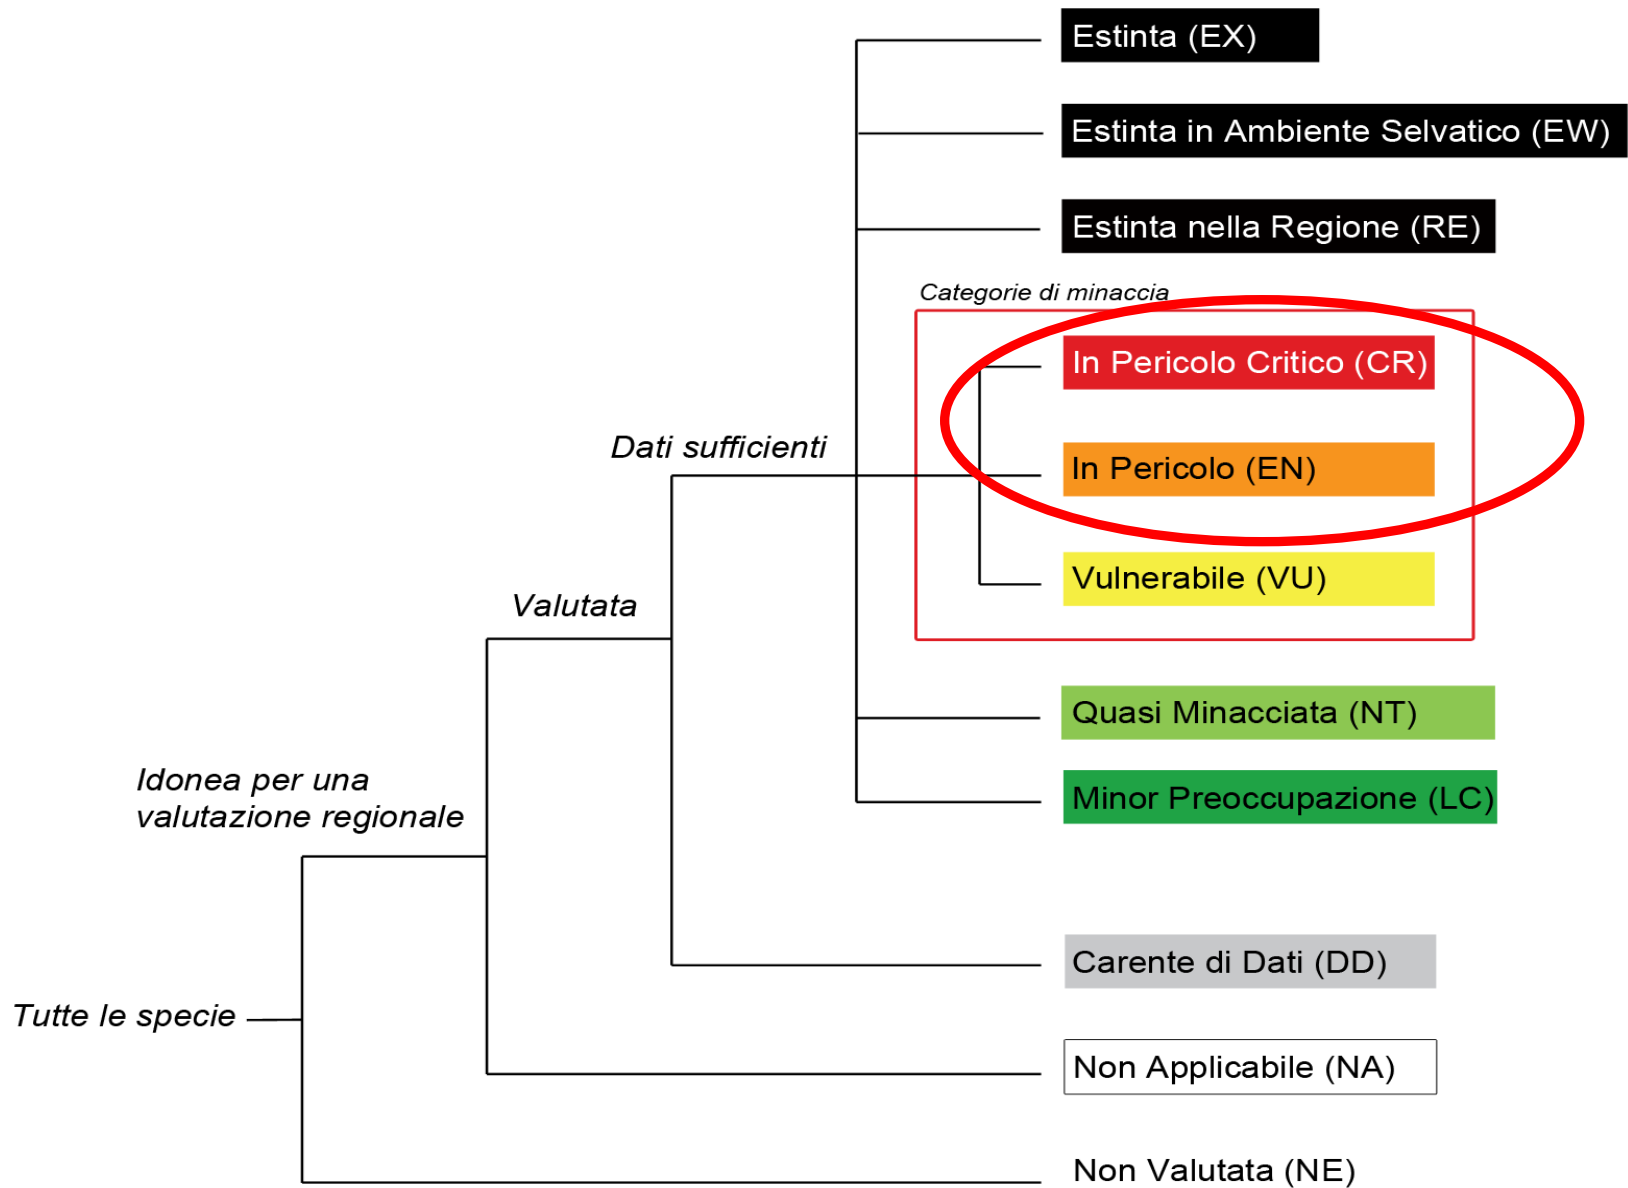 Estinta (EX)
Estinta in Ambiente Selvatico (EW)
Estinta nella Regione (RE)
Categorie di minaccia
In Pericolo Critico (CR)
Dati sufficienti
In Pericolo (EN)
Vulnerabile (VU)
Valutata
Quasi Minacciata (NT)
Idonea per una
valutazione regionale
Minor Preoccupazione (LC)
Carente di Dati (DD)
Tutte le specie
Non Applicabile (NA)
Non Valutata (NE)